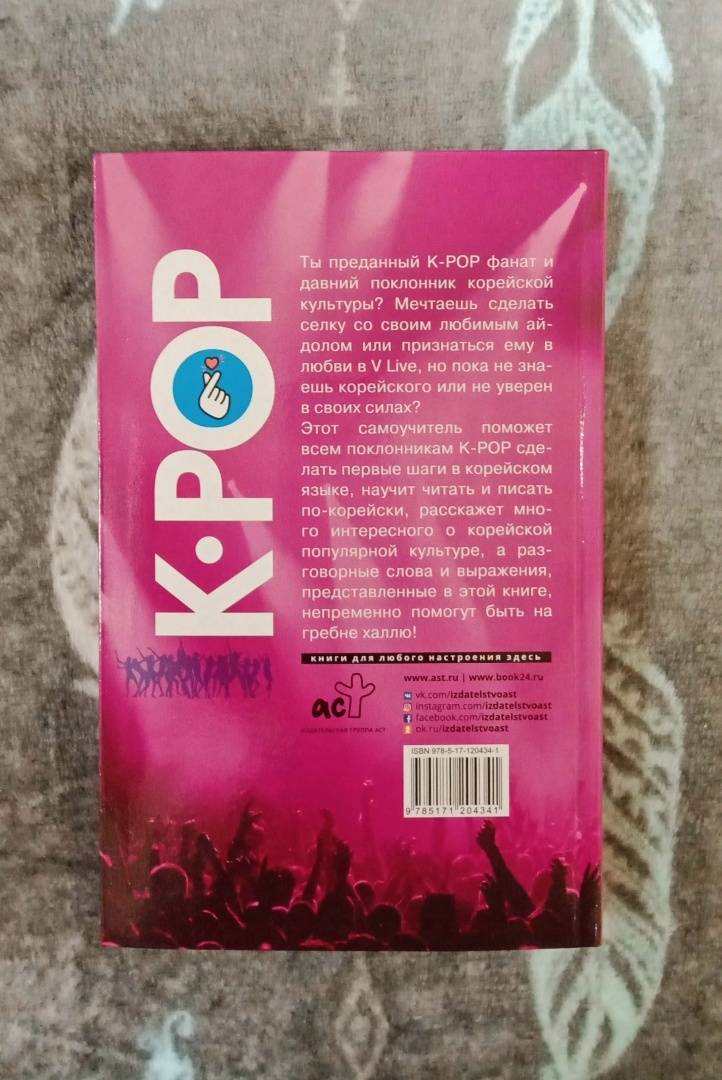 K·POP
Ты преданный K-POP фанат и
давний поклонник корейской
культуры? Мечтаешь сделать
селку со своим любимым ай-
долом или признаться ему в
любви в V Live, но пока не зна-
ешь корейского или не уверен
в своих силах?
Этот самоучитель поможет
всем поклонникам K-POP сде-
лать первые шаги в корейском
языке, научит читать и писать
по-корейски, расскажет мно-
го интересного о корейской
популярной культуре, а раз-
говорные слова и выражения,
представленные в этой книге,
непременно помогут быть на
гребне халлю!
книги для любого настроения здесь
www.ast.ru | www.book24.ru
vk.com/izdatelstvoast
instagram.com/izdatelstvoast
facebook.com/izdatelstvoast
ok.ru/izdatelstvoast
аст
ИЗДАТЕЛЬСКАЯ ГРУППА АСТ
ISBN 978-5-17-120434-1
9 785171 204341